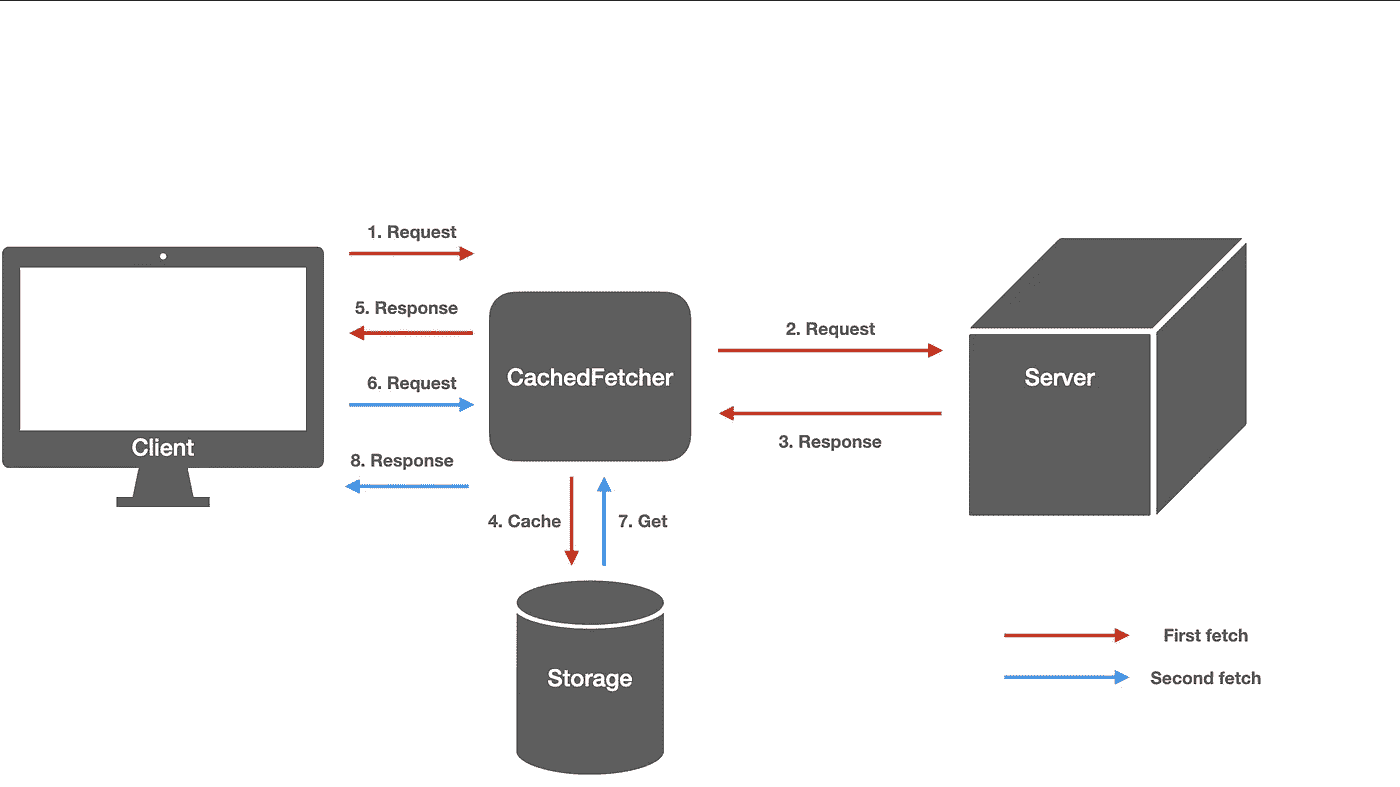 1. Request
5. Response
2. Request
CachedFetcher
Server
6. Request
3. Response
Client
8. Response
4. Cache
7. Get
First fetch
Storage
Second fetch